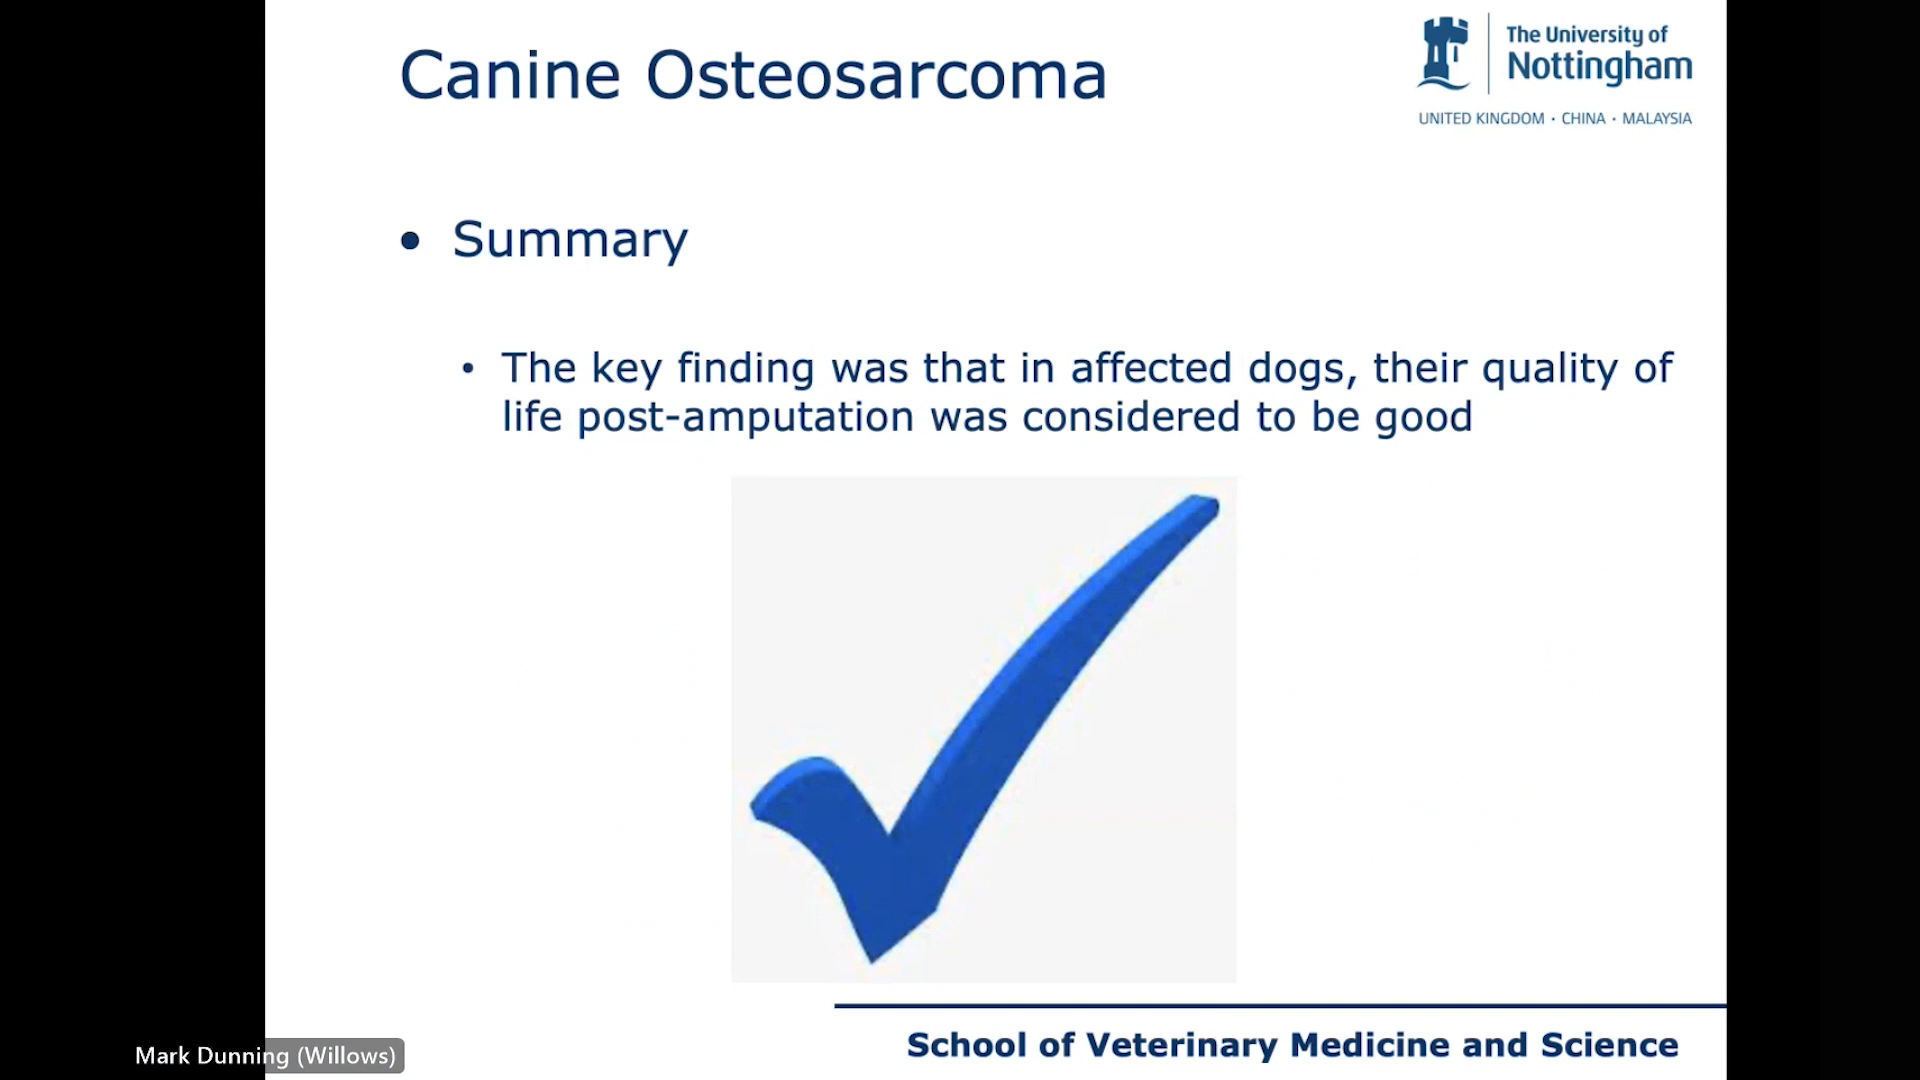 Canine Osteosarcoma
The University of
Nottingham
UNITED KINGDOM · CHINA · MALAYSIA
• Summary
• The key finding was that in affected dogs, their quality of
life post-amputation was considered to be good
School of Veterinary Medicine and Science
Mark Dunning (Willows)